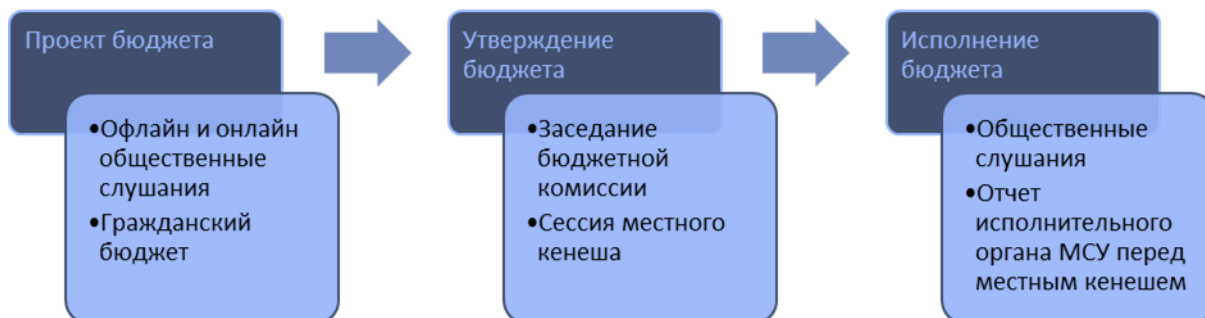 Проект бюджета
•Офлайн и онлайн
общественные
слушания
•Гражданский
бюджет
Утверждение
бюджета
•Заседание
бюджетной
комиссии
•Сессия местного
кенеша
Исполнение
бюджета
•Общественные
слушания
•Отчет
исполнительного
органа МСУ перед
местным кенешем